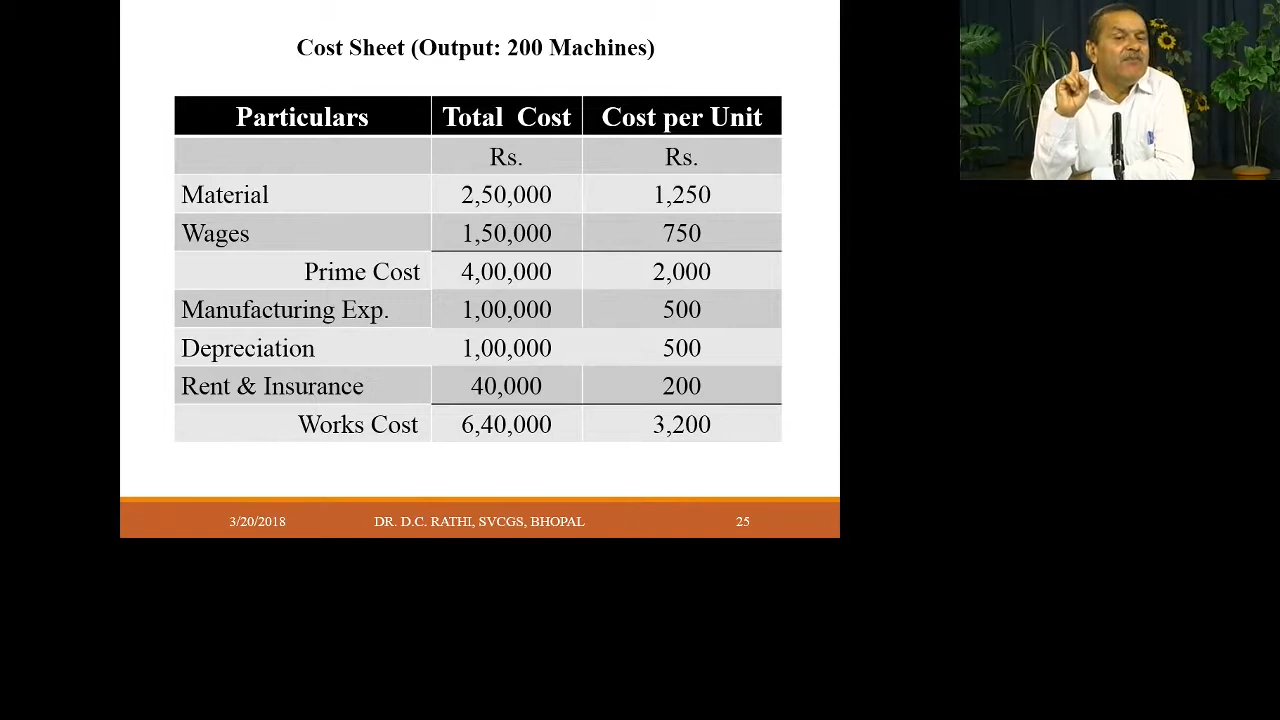 Cost Sheet (Output: 200 Machines)
Particulars Total Cost Cost per Unit
Rs. Rs.
Material 2,50,000 1,250
Wages 1,50,000 750
Prime Cost 4,00,000 2,000
Manufacturing Exp. 1,00,000 500
Depreciation 1,00,000 500
Rent & Insurance 40,000 200
Works Cost 6,40,000 3,200
3/20/2018 DR. D.C. RATHI, SVCGS, BHOPAL 25